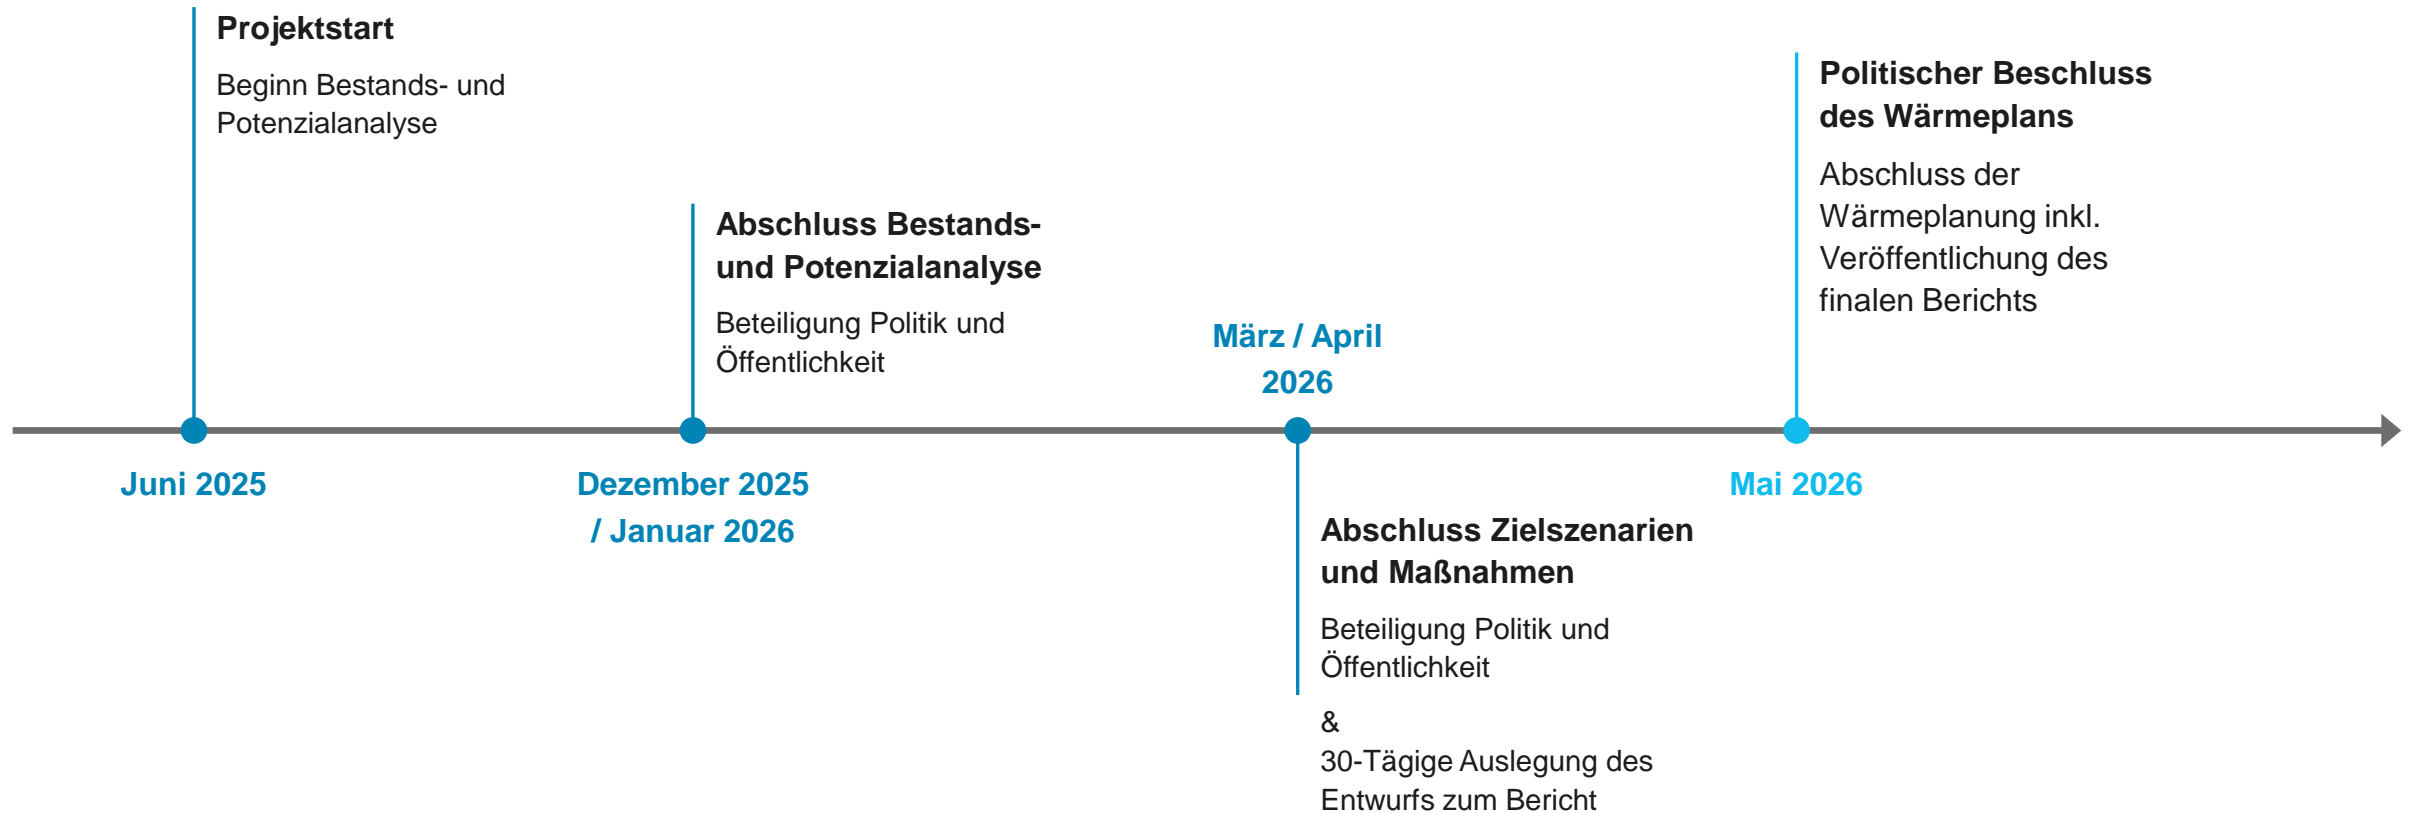 Projektstart
Beginn Bestands- und
Potenzialanalyse
Juni 2025
Abschluss Bestands-
und Potenzialanalyse
Beteiligung Politik und
Öffentlichkeit
Dezember 2025
/ Januar 2026
März / April
2026
Abschluss Zielszenarien
und Maßnahmen
Beteiligung Politik und
Öffentlichkeit
&
30-Tägige Auslegung des
Entwurfs zum Bericht
Politischer Beschluss
des Wärmeplans
Abschluss der
Wärmeplanung inkl.
Veröffentlichung des
finalen Berichts
Mai 2026